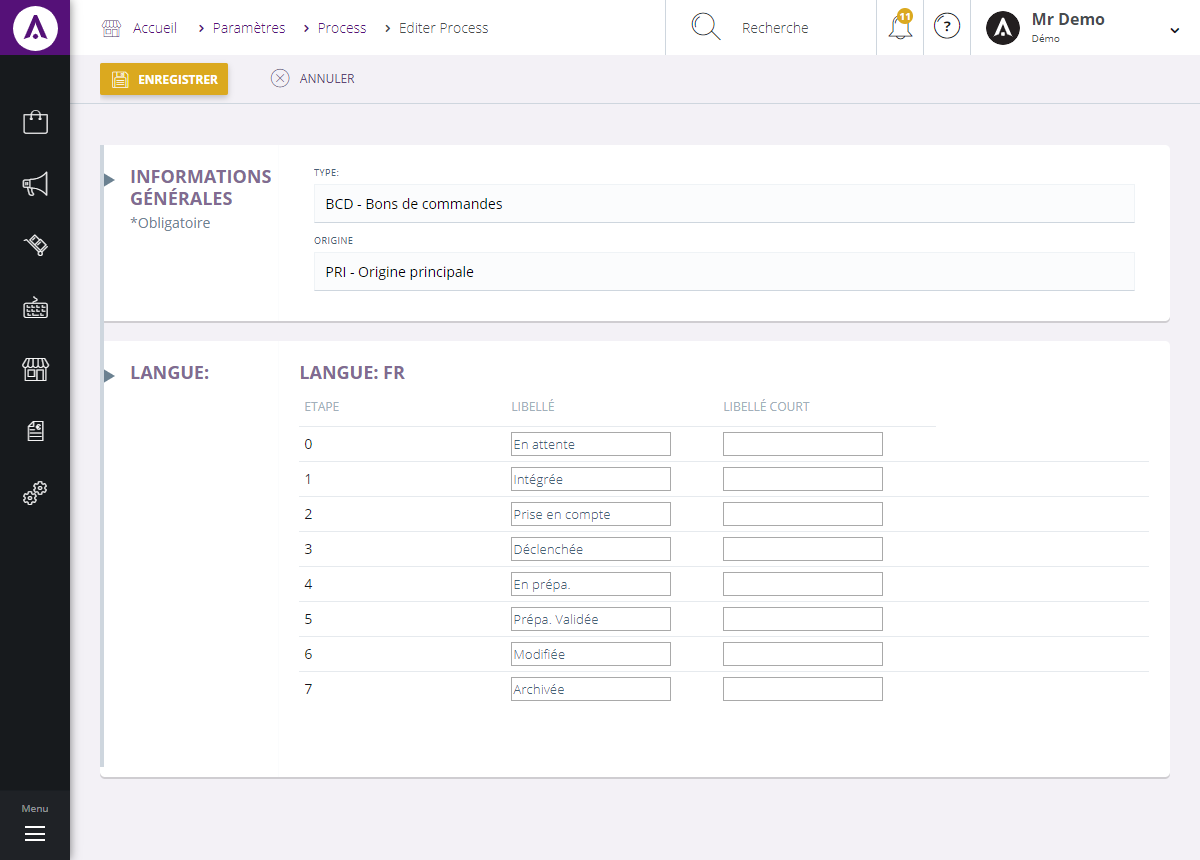 Accueil > Paramètres > Process > Editer Process
Recherche
11
?
Mr Demo
Démo
ENREGISTRER
ANNULER
INFORMATIONS
GÉNÉRALES
*Obligatoire
TYPE:
BCD - Bons de commandes
ORIGINE
PRI - Origine principale
LANGUE:
LANGUE: FR
ETAPE LIBELLÉ LIBELLÉ COURT
0 En attente
1 Intégrée
2 Prise en compte
3 Déclenchée
4 En prépa.
5 Prépa. Validée
6 Modifiée
7 Archivée
Menu